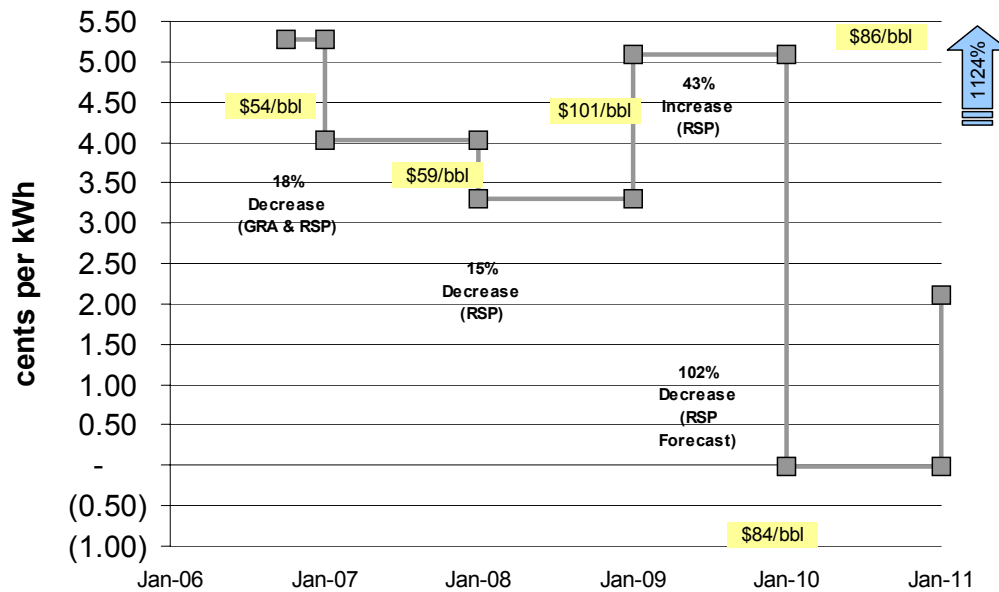 5.50
5.00
4.50
4.00
3.50
3.00
2.50
2.00
1.50
1.00
0.50
-
(0.50)
(1.00)
cents per kWh
$54/bbl
18%
Decrease
(GRA & RSP)
$59/bbl
15%
Decrease
(RSP)
$101/bbl
43%
Increase
(RSP)
102%
Decrease
(RSP
Forecast)
$84/bbl
$86/bbl
1124%
Jan-06
Jan-07
Jan-08
Jan-09
Jan-10
Jan-11